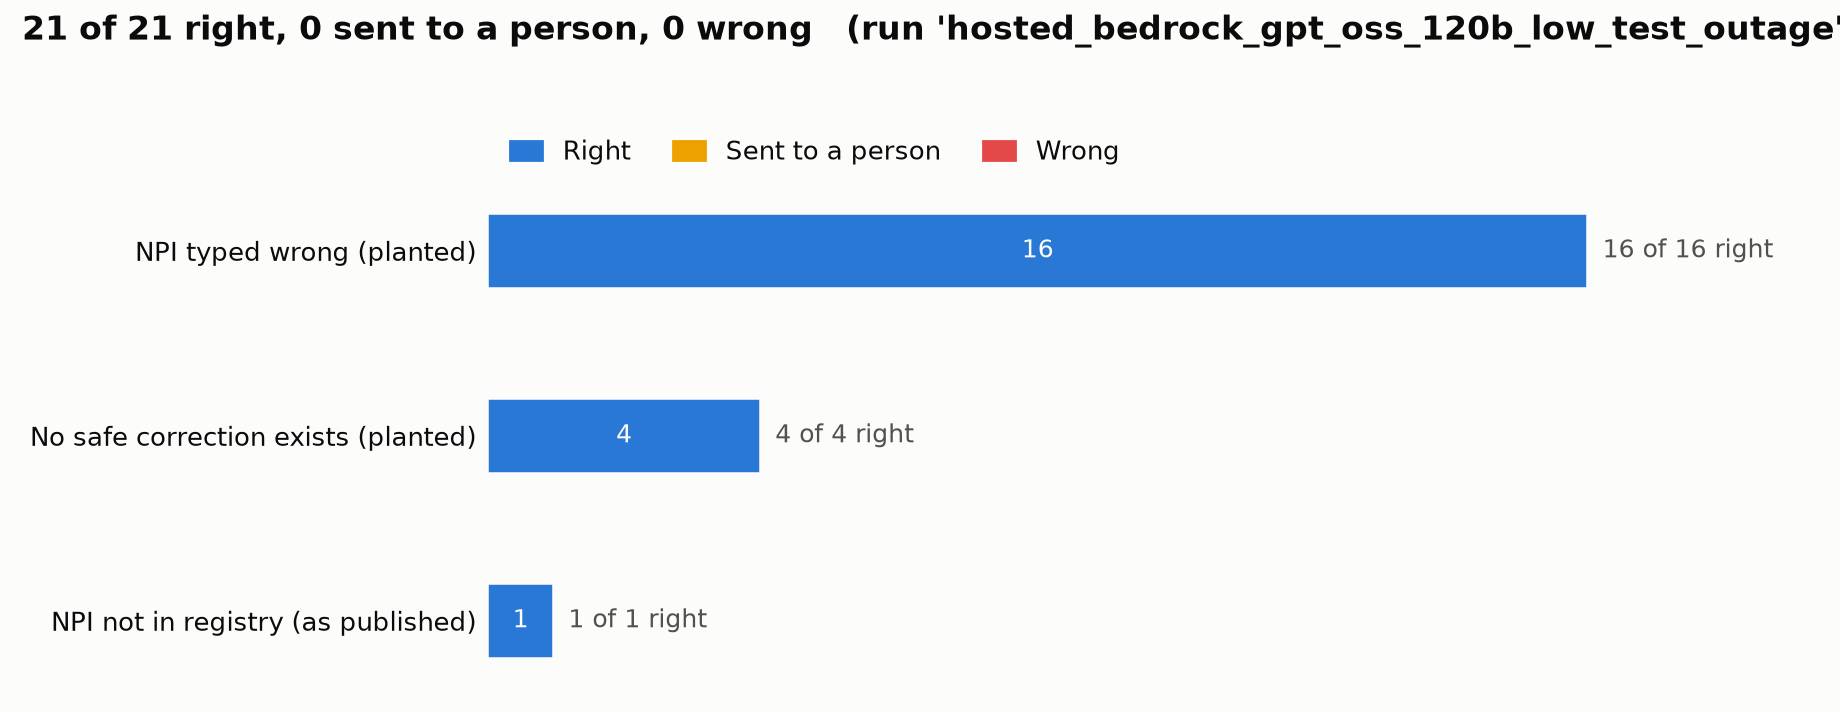 21 of 21 right, 0 sent to a person, 0 wrong (run 'hosted_bedrock_gpt_oss_120b_low_test_outage'
Right Sent to a person Wrong
NPI typed wrong (planted) 16 16 of 16 right
No safe correction exists (planted) 4 4 of 4 right
NPI not in registry (as published) 1 1 of 1 right